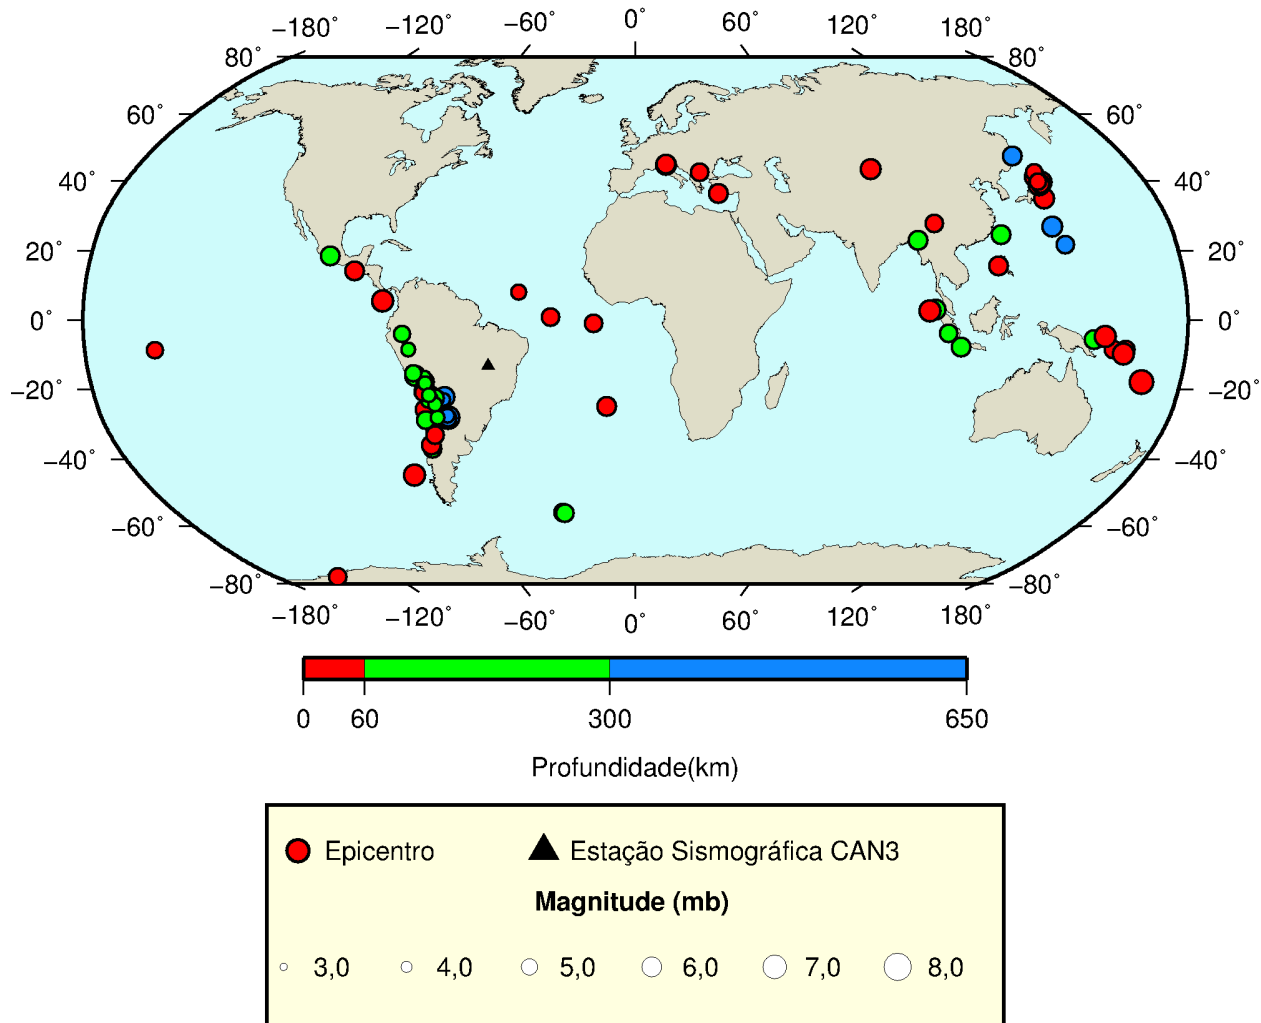 −180˚ −120˚ −60˚ 0˚ 60˚ 120˚ 180˚
80˚ 80˚
60˚ 60˚
40˚ 40˚
20˚ 20˚
0˚ 0˚
−20˚ −20˚
−40˚ −40˚
−60˚ −60˚
−80˚ −80˚
−180˚ −120˚ −60˚ 0˚ 60˚ 120˚ 180˚
0 60 300 650
Profundidade(km)
Epicentro Estação Sismográfica CAN3
Magnitude (mb)
3,0 4,0 5,0 6,0 7,0 8,0